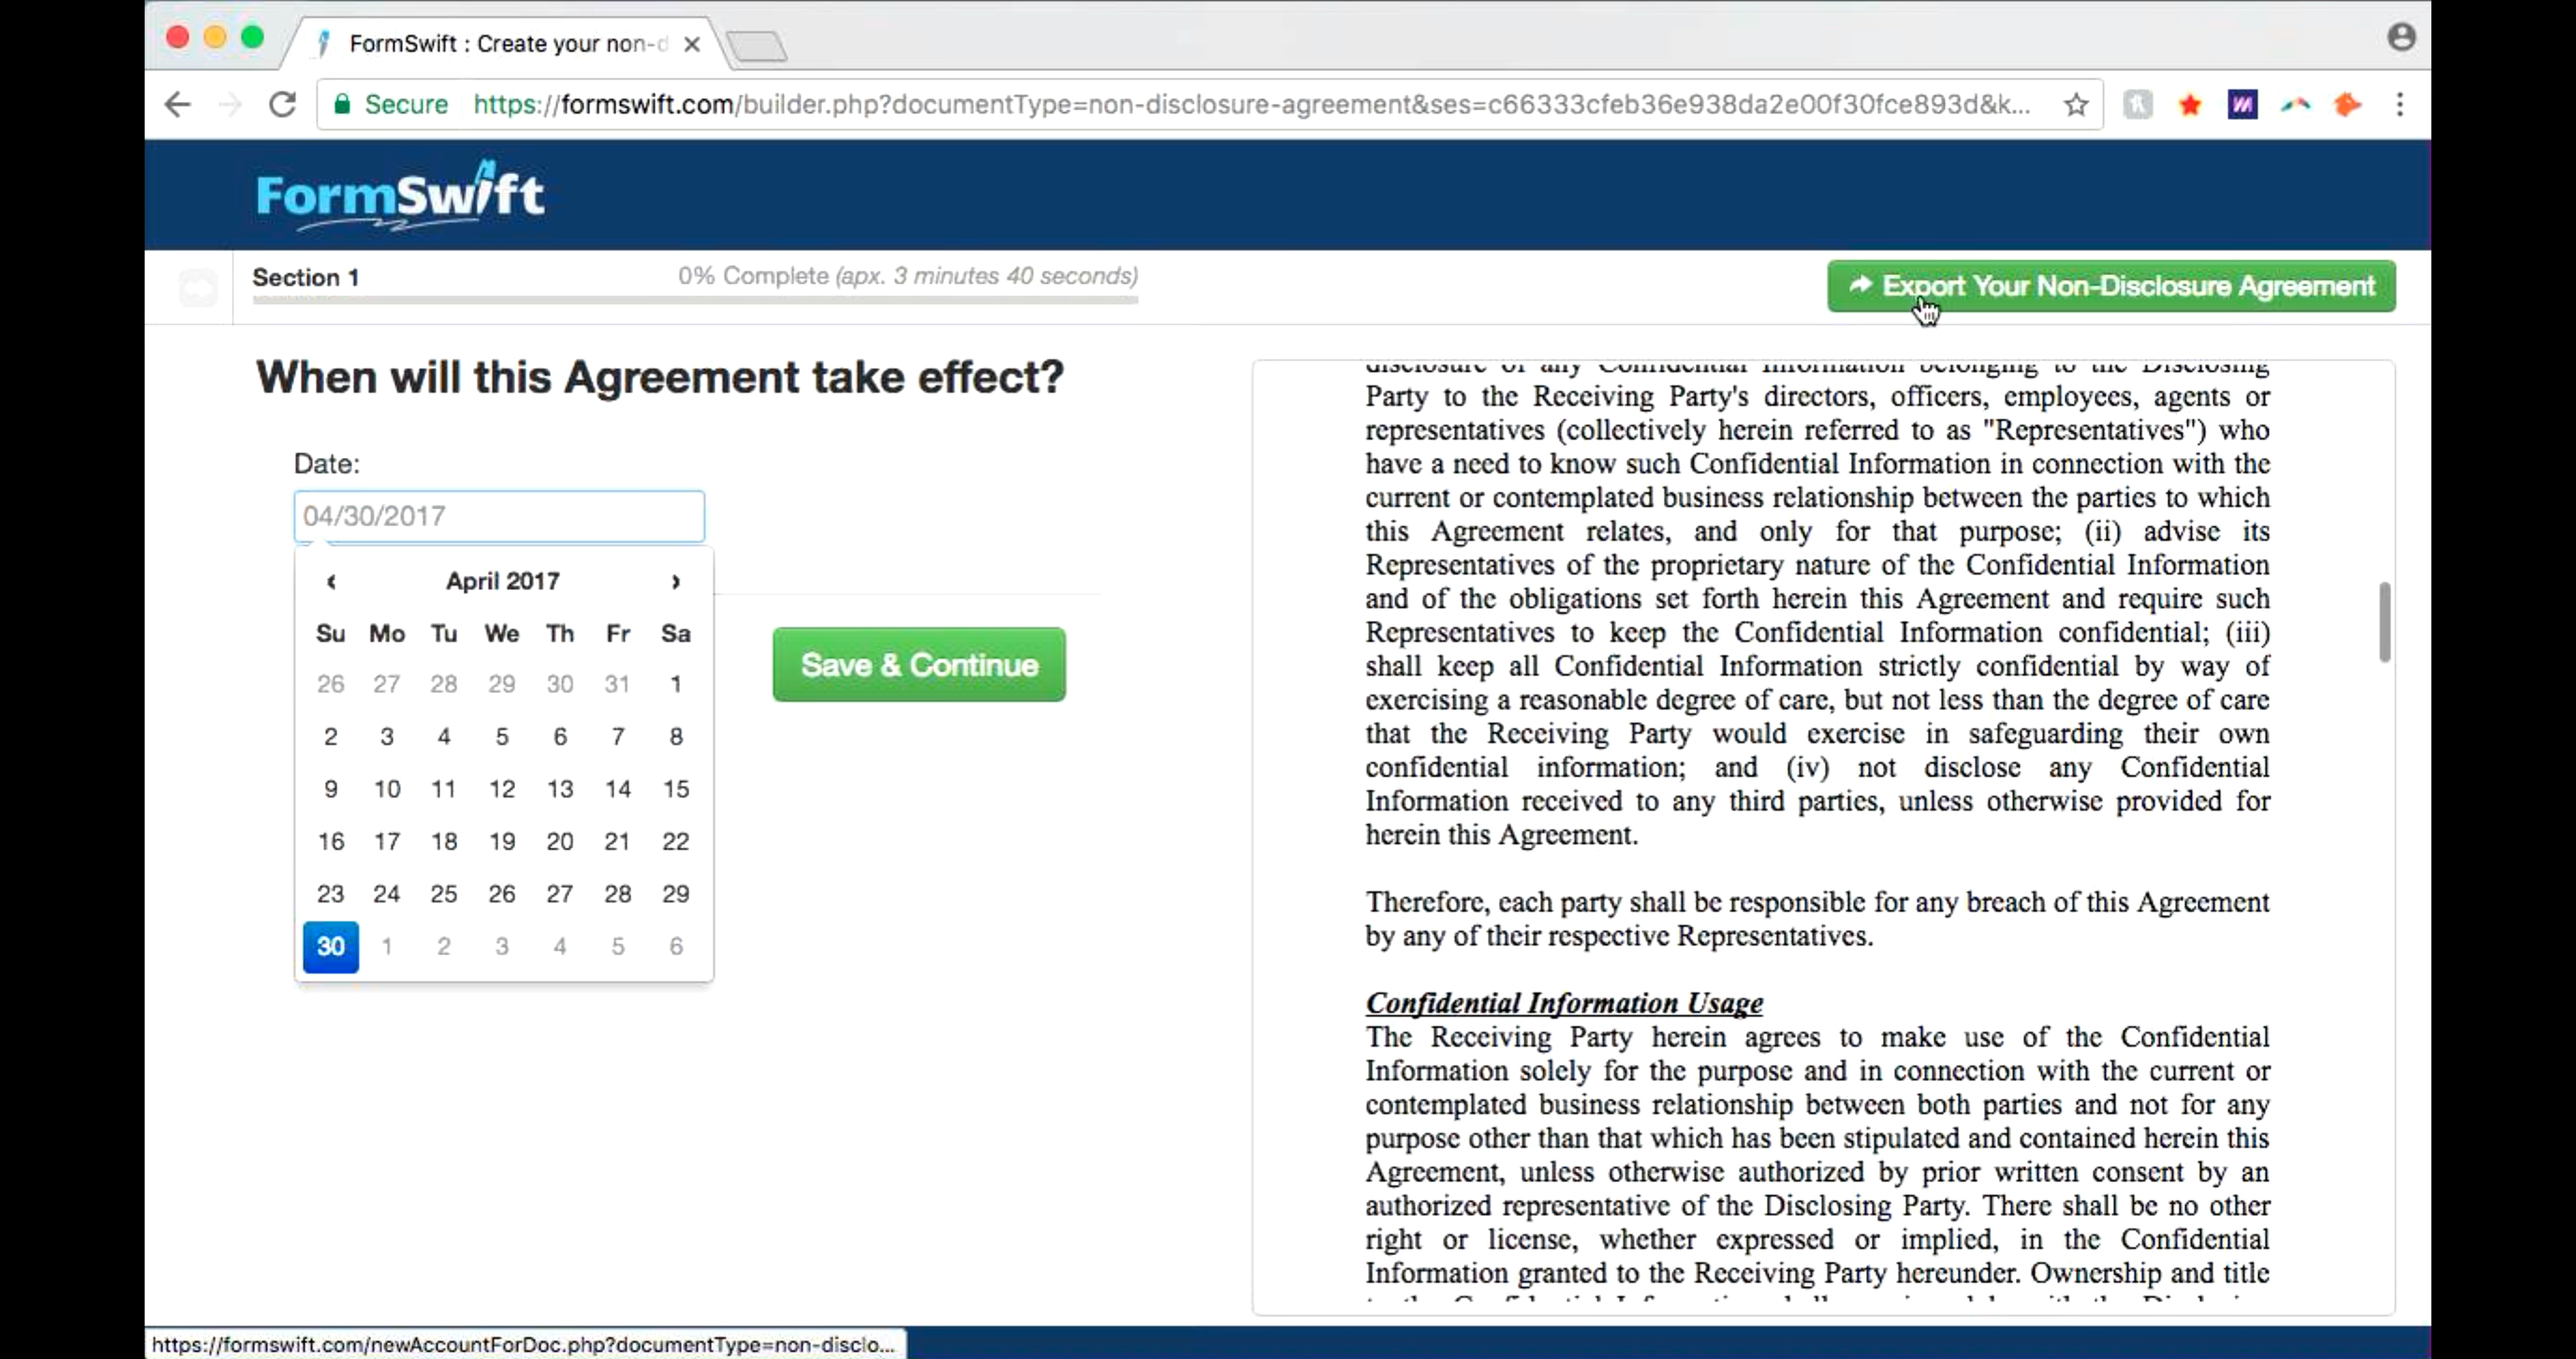 FormSwift : Create your non-d
Secure https://formswift.com/builder.php?documentType=non-disclosure-agreement&ses=c66333cfeb36e938da2e00f30fce893d&k...
FormSwift
Section 1
0% Complete (apx. 3 minutes 40 seconds)
Export Your Non-Disclosure Agreement
When will this Agreement take effect?
Date:
04/30/2017
‹ April 2017 ›
Su Mo Tu We Th Fr Sa
26 27 28 29 30 31 1
2 3 4 5 6 7 8
9 10 11 12 13 14 15
16 17 18 19 20 21 22
23 24 25 26 27 28 29
30 1 2 3 4 5 6
Save & Continue
disclosure of any Confidential Information belonging to the Disclosing
Party to the Receiving Party's directors, officers, employees, agents or
representatives (collectively herein referred to as "Representatives") who
have a need to know such Confidential Information in connection with the
current or contemplated business relationship between the parties to which
this Agreement relates, and only for that purpose; (ii) advise its
Representatives of the proprietary nature of the Confidential Information
and of the obligations set forth herein this Agreement and require such
Representatives to keep the Confidential Information confidential; (iii)
shall keep all Confidential Information strictly confidential by way of
exercising a reasonable degree of care, but not less than the degree of care
that the Receiving Party would exercise in safeguarding their own
confidential information; and (iv) not disclose any Confidential
Information received to any third parties, unless otherwise provided for
herein this Agreement.
Therefore, each party shall be responsible for any breach of this Agreement
by any of their respective Representatives.
Confidential Information Usage
The Receiving Party herein agrees to make use of the Confidential
Information solely for the purpose and in connection with the current or
contemplated business relationship between both parties and not for any
purpose other than that which has been stipulated and contained herein this
Agreement, unless otherwise authorized by prior written consent by an
authorized representative of the Disclosing Party. There shall be no other
right or license, whether expressed or implied, in the Confidential
Information granted to the Receiving Party hereunder. Ownership and title
https://formswift.com/newAccountForDoc.php?documentType=non-disclo...